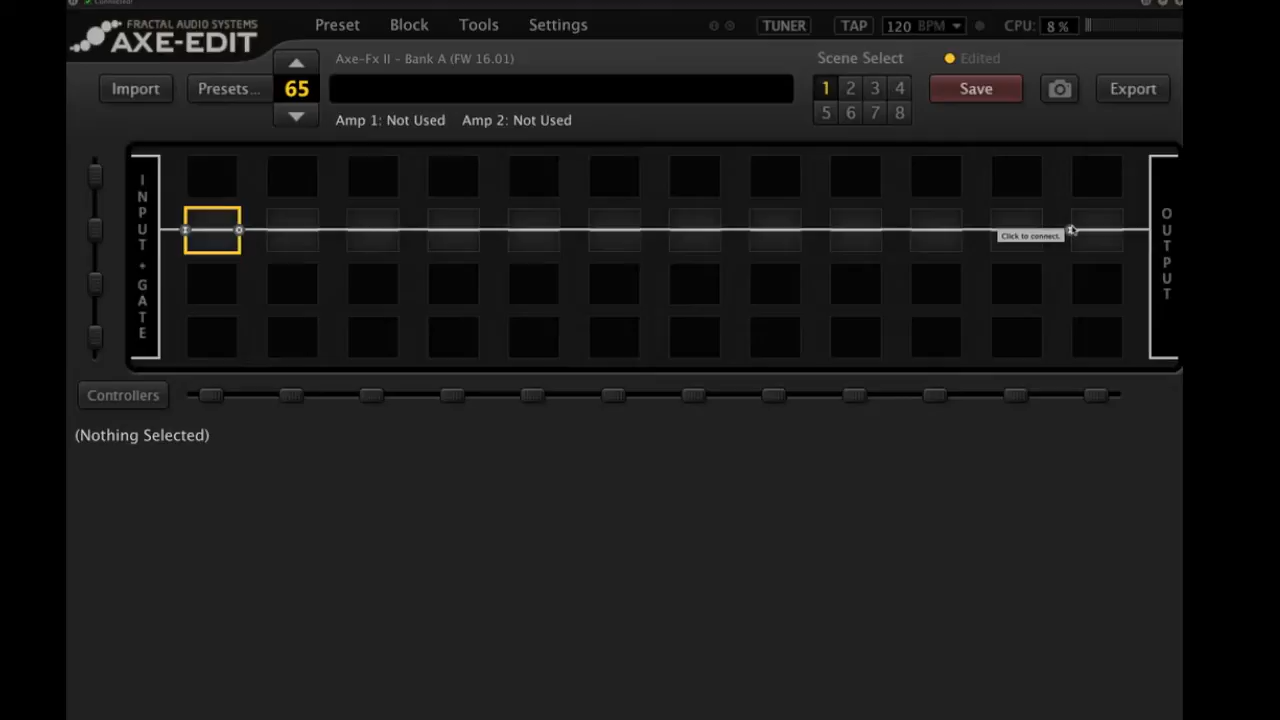 Connected
FRACTAL AUDIO SYSTEMS
AXE-EDIT
Preset Block Tools Settings
TUNER TAP 120 BPM CPU: 8 %
Import Presets... 65
Axe-Fx II - Bank A (FW 16.01)
Amp 1: Not Used Amp 2: Not Used
Scene Select
1 2 3 4
5 6 7 8
Edited
Save Export
INPUT + GATE
Click to connect.
OUTPUT
Controllers
(Nothing Selected)